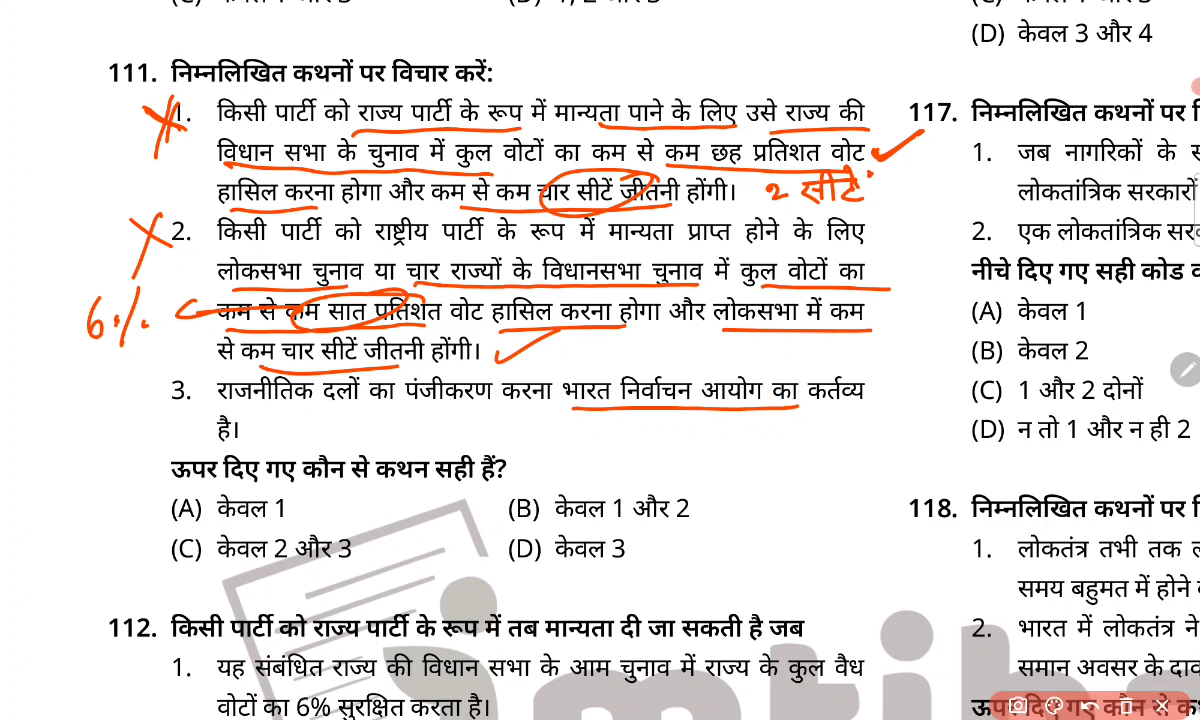 (D) केवल 3 और 4
111. निम्नलिखित कथनों पर विचार करें:
1. किसी पार्टी को राज्य पार्टी के रूप में मान्यता पाने के लिए उसे राज्य की
विधान सभा के चुनाव में कुल वोटों का कम से कम छह प्रतिशत वोट
हासिल करना होगा और कम से कम चार सीटें जीतनी होंगी। 2 सीटें
2. किसी पार्टी को राष्ट्रीय पार्टी के रूप में मान्यता प्राप्त होने के लिए
लोकसभा चुनाव या चार राज्यों के विधानसभा चुनाव में कुल वोटों का
6% कम से कम सात प्रतिशत वोट हासिल करना होगा और लोकसभा में कम
से कम चार सीटें जीतनी होंगी।
3. राजनीतिक दलों का पंजीकरण करना भारत निर्वाचन आयोग का कर्तव्य
है।
ऊपर दिए गए कौन से कथन सही हैं?
(A) केवल 1 (B) केवल 1 और 2
(C) केवल 2 और 3 (D) केवल 3
112. किसी पार्टी को राज्य पार्टी के रूप में तब मान्यता दी जा सकती है जब
1. यह संबंधित राज्य की विधान सभा के आम चुनाव में राज्य के कुल वैध
वोटों का 6% सुरक्षित करता है।
117. निम्नलिखित कथनों पर
1. जब नागरिकों के
लोकतांत्रिक सरकारों
2. एक लोकतांत्रिक
नीचे दिए गए सही कोड
(A) केवल 1
(B) केवल 2
(C) 1 और 2 दोनों
(D) न तो 1 और न ही 2
118. निम्नलिखित कथनों पर
1. लोकतंत्र तभी तक
समय बहुमत में होने
2. भारत में लोकतंत्र ने
समान अवसर के